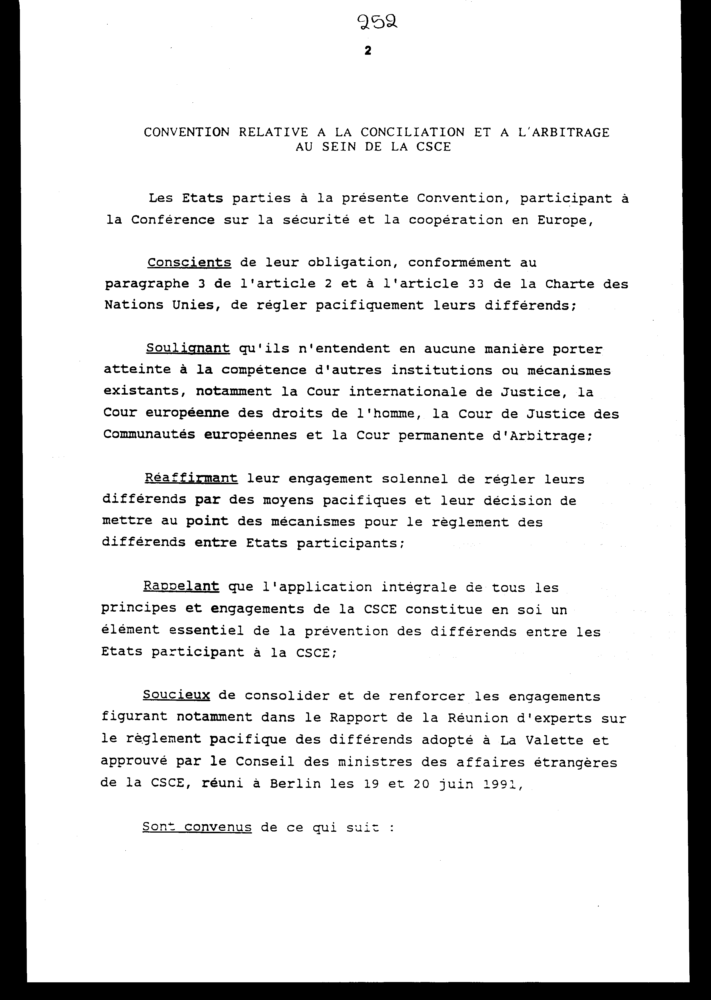 252
2
CONVENTION RELATIVE A LA CONCILIATION ET A L'ARBITRAGE
AU SEIN DE LA CSCE
Les Etats parties à la présente Convention, participant à
la Conférence sur la sécurité et la coopération en Europe,
Conscients de leur obligation, conformément au
paragraphe 3 de l'article 2 et à l'article 33 de la Charte des
Nations Unies, de régler pacifiquement leurs différends;
Soulignant qu'ils n'entendent en aucune manière porter
atteinte à la compétence d'autres institutions ou mécanismes
existants, notamment la Cour internationale de Justice, la
Cour européenne des droits de l'homme, la Cour de Justice des
Communautés européennes et la Cour permanente d'Arbitrage;
Réaffirmant leur engagement solennel de régler leurs
différends par des moyens pacifiques et leur décision de
mettre au point des mécanismes pour le règlement des
différends entre Etats participants;
Rappelant que l'application intégrale de tous les
principes et engagements de la CSCE constitue en soi un
élément essentiel de la prévention des différends entre les
Etats participant à la CSCE;
Soucieux de consolider et de renforcer les engagements
figurant notamment dans le Rapport de la Réunion d'experts sur
le règlement pacifique des différends adopté à La Valette et
approuvé par le Conseil des ministres des affaires étrangères
de la CSCE, réuni à Berlin les 19 et 20 juin 1991,
Sont convenus de ce qui suit :